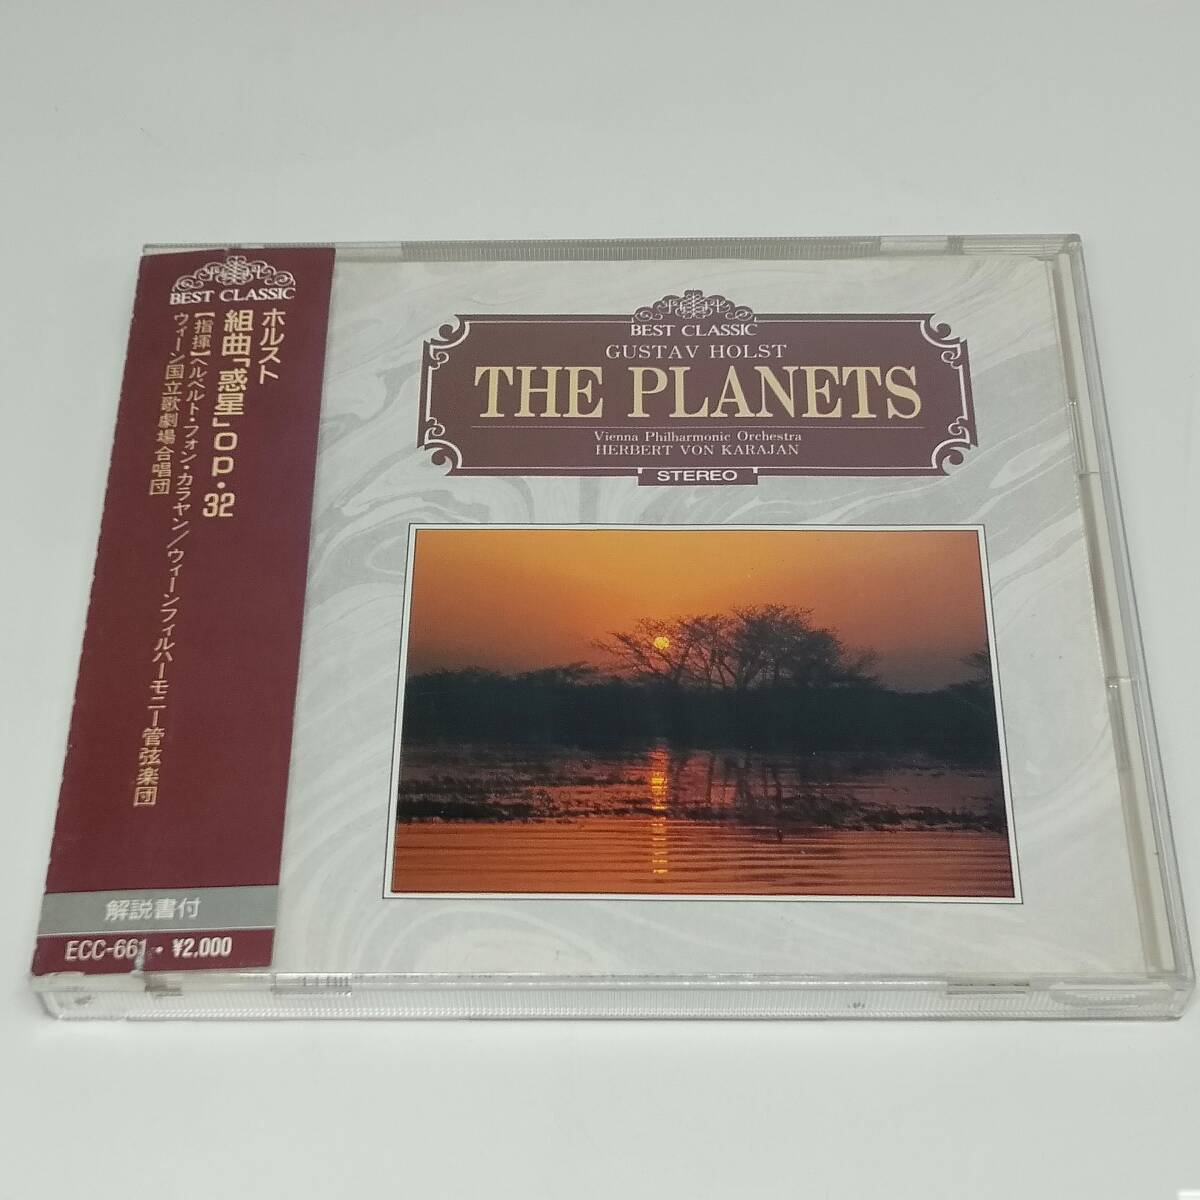 BEST CLASSIC
ホルスト
組曲「惑星」op・32
【指揮】ヘルベルト・フォン・カラヤン／ウィーンフィルハーモニー管弦楽団
ウィーン国立歌劇場合唱団
解説書付
ECC-661・¥2,000
BEST CLASSIC
GUSTAV HOLST
THE PLANETS
Vienna Philharmonic Orchestra
HERBERT VON KARAJAN
STEREO